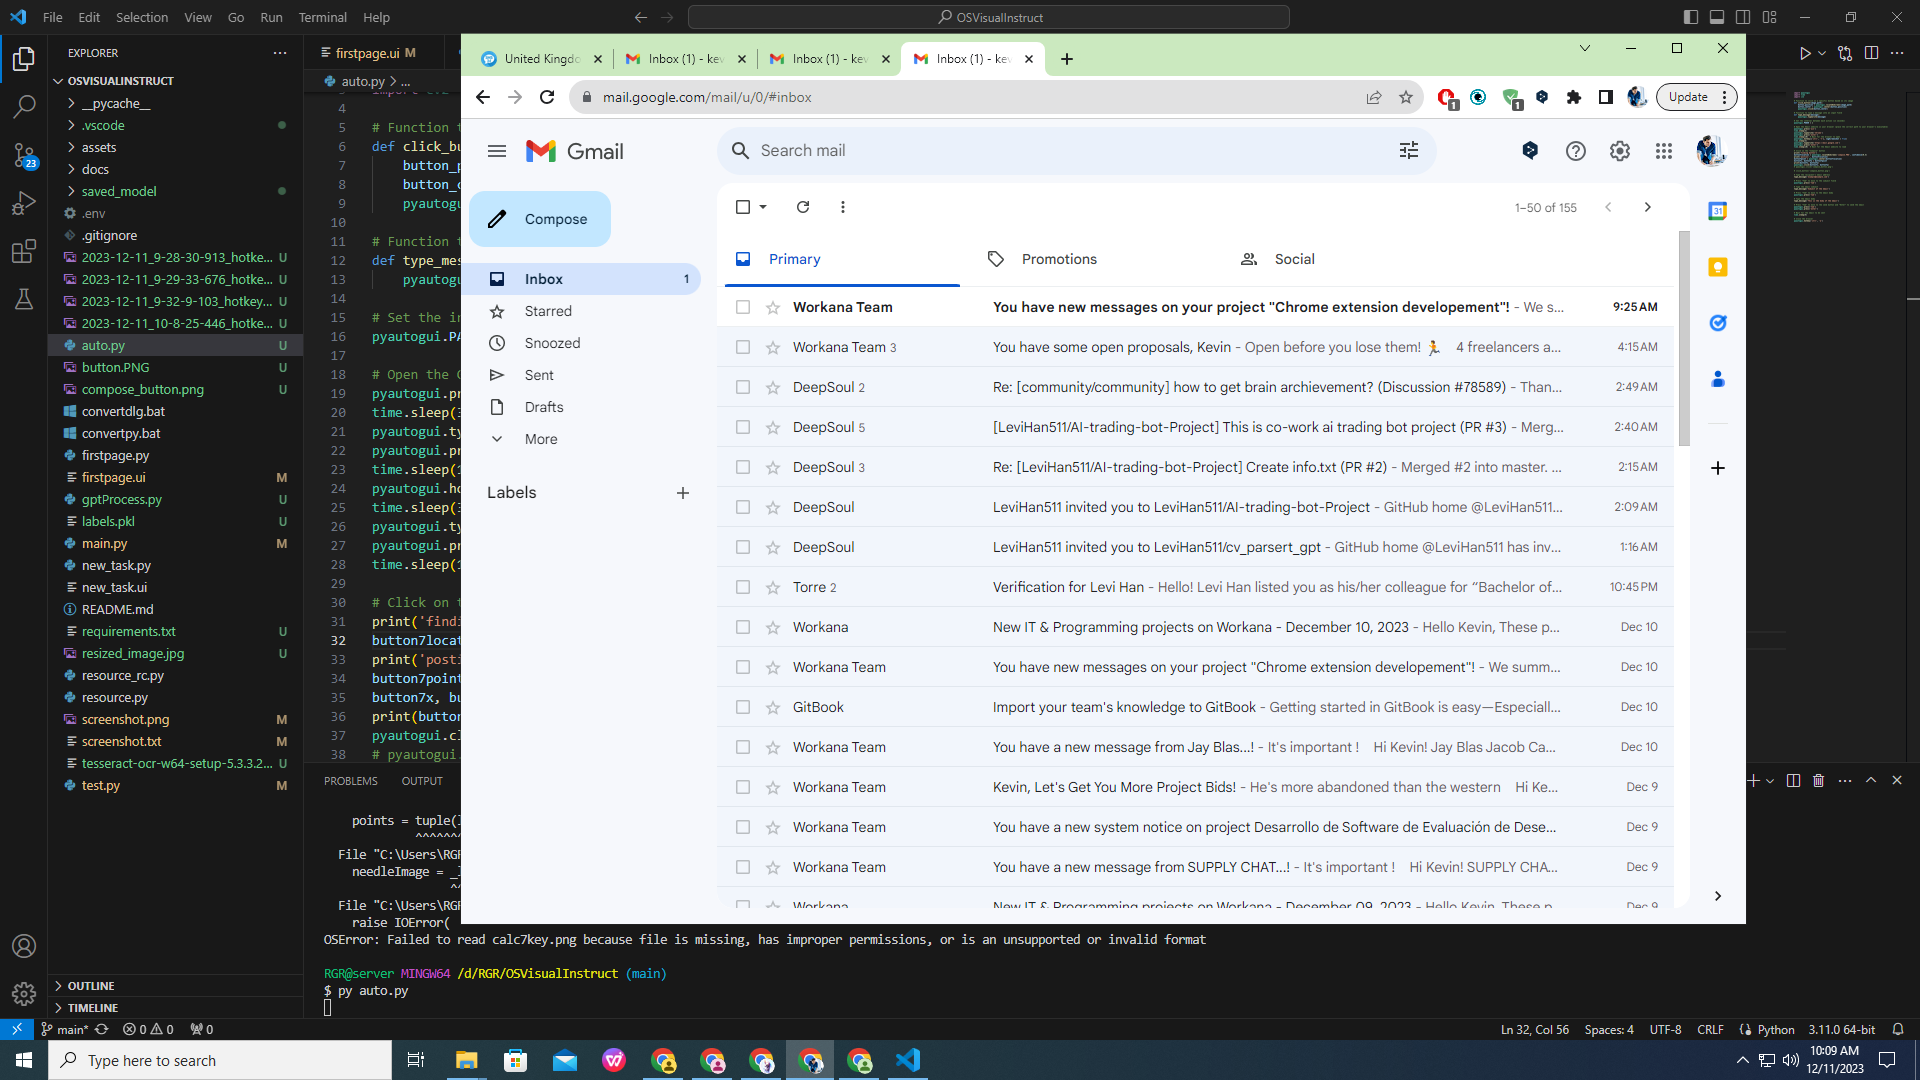 File Edit Selection View Go Run Terminal Help
OSVisualInstruct
EXPLORER
OSVISUALINSTRUCT
__pycache__
.vscode
assets
docs
saved_model
.env
.gitignore
2023-12-11_9-28-30-913_hotke... U
2023-12-11_9-29-33-676_hotke... U
2023-12-11_9-32-9-103_hotkey... U
2023-12-11_10-8-25-446_hotke... U
auto.py U
button.PNG U
compose_button.png U
convertdlg.bat
convertpy.bat
firstpage.py
firstpage.ui M
gptProcess.py U
labels.pkl U
main.py M
new_task.py
new_task.ui
README.md
requirements.txt U
resized_image.jpg U
resource_rc.py
resource.py
screenshot.png M
screenshot.txt M
tesseract-ocr-w64-setup-5.3.3.2... U
test.py M
OUTLINE
TIMELINE
23
firstpage.ui M
auto.py > ...
4
5 # Function t
6 def click_bu
7 button_p
8 button_c
9 pyautogu
10
11 # Function t
12 def type_mes
13 pyautogu
14
15 # Set the in
16 pyautogui.PA
17
18 # Open the C
19 pyautogui.pr
20 time.sleep(3
21 pyautogui.ty
22 pyautogui.pr
23 time.sleep(1
24 pyautogui.ho
25 time.sleep(3
26 pyautogui.ty
27 pyautogui.pr
28 time.sleep(1
29
30 # Click on t
31 print('findi
32 button7locat
33 print('posti
34 button7point
35 button7x, bu
36 print(button
37 pyautogui.cl
38 # pyautogui.
PROBLEMS OUTPUT
points = tuple(
^^^^^^^
File "C:\Users\RGR
needleImage = _l
^^
File "C:\Users\RGR
raise IOError(
OSError: Failed to read calc7key.png because file is missing, has improper permissions, or is an unsupported or invalid format
RGR@server MINGW64 /d/RGR/OSVisualInstruct (main)
$ py auto.py
United Kingdo
Inbox (1) - kev
Inbox (1) - kev
Inbox (1) - kev
mail.google.com/mail/u/0/#inbox
1
1
Update
Gmail
Search mail
Compose
Inbox 1
Starred
Snoozed
Sent
Drafts
More
Labels
1–50 of 155
31
Primary Promotions Social
Workana Team You have new messages on your project "Chrome extension developement"! - We s... 9:25 AM
Workana Team 3 You have some open proposals, Kevin - Open before you lose them! 🏃 4 freelancers a... 4:15 AM
DeepSoul 2 Re: [community/community] how to get brain archievement? (Discussion #78589) - Than... 2:49 AM
DeepSoul 5 [LeviHan511/AI-trading-bot-Project] This is co-work ai trading bot project (PR #3) - Merg... 2:40 AM
DeepSoul 3 Re: [LeviHan511/AI-trading-bot-Project] Create info.txt (PR #2) - Merged #2 into master. ... 2:15 AM
DeepSoul LeviHan511 invited you to LeviHan511/AI-trading-bot-Project - GitHub home @LeviHan511... 2:09 AM
DeepSoul LeviHan511 invited you to LeviHan511/cv_parsert_gpt - GitHub home @LeviHan511 has inv... 1:16 AM
Torre 2 Verification for Levi Han - Hello! Levi Han listed you as his/her colleague for “Bachelor of... 10:45 PM
Workana New IT & Programming projects on Workana - December 10, 2023 - Hello Kevin, These p... Dec 10
Workana Team You have new messages on your project "Chrome extension developement"! - We summ... Dec 10
GitBook Import your team's knowledge to GitBook - Getting started in GitBook is easy—Especiall... Dec 10
Workana Team You have a new message from Jay Blas...! - It's important ! Hi Kevin! Jay Blas Jacob Ca... Dec 10
Workana Team Kevin, Let's Get You More Project Bids! - He's more abandoned than the western Hi Ke... Dec 9
Workana Team You have a new system notice on project Desarrollo de Software de Evaluación de Dese... Dec 9
Workana Team You have a new message from SUPPLY CHAT...! - It's important ! Hi Kevin! SUPPLY CHA... Dec 9
Workana New IT & Programming projects on Workana - December 09, 2023 - Hello Kevin, These p... Dec 9
main* 0 0 0
Ln 32, Col 56 Spaces: 4 UTF-8 CRLF Python 3.11.0 64-bit
Type here to search
10:09 AM
12/11/2023